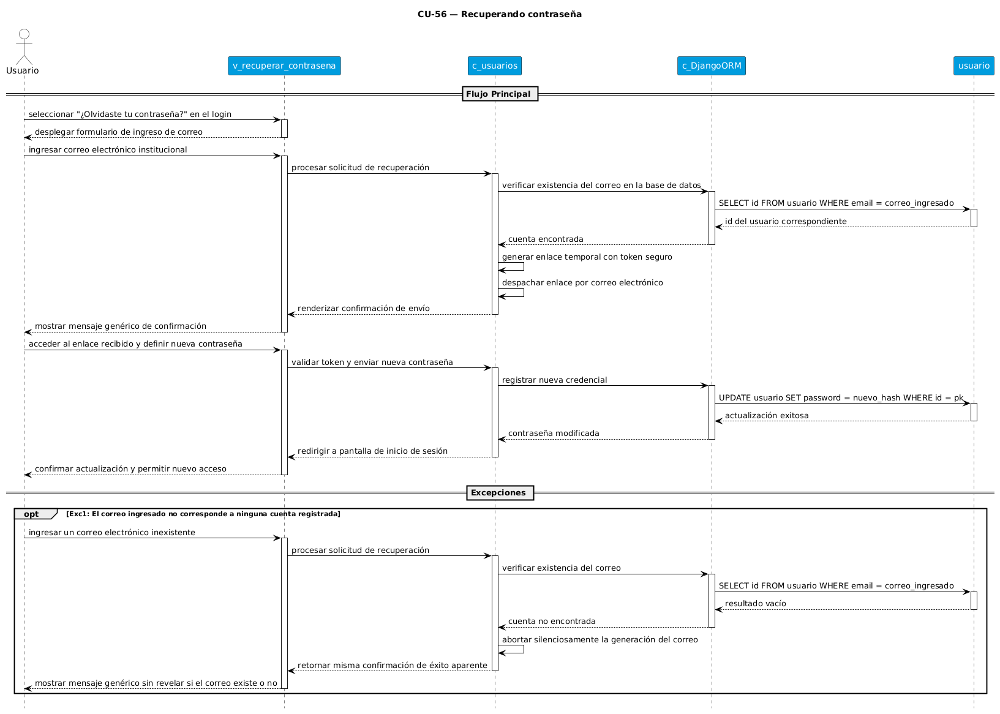 CU-56 — Recuperando contraseña
Usuario
v_recuperar_contrasena
c_usuarios
c_DjangoORM
usuario
Flujo Principal
seleccionar "¿Olvidaste tu contraseña?" en el login
desplegar formulario de ingreso de correo
ingresar correo electrónico institucional
procesar solicitud de recuperación
verificar existencia del correo en la base de datos
SELECT id FROM usuario WHERE email = correo_ingresado
id del usuario correspondiente
cuenta encontrada
generar enlace temporal con token seguro
despachar enlace por correo electrónico
renderizar confirmación de envío
mostrar mensaje genérico de confirmación
acceder al enlace recibido y definir nueva contraseña
validar token y enviar nueva contraseña
registrar nueva credencial
UPDATE usuario SET password = nuevo_hash WHERE id = pk
actualización exitosa
contraseña modificada
redirigir a pantalla de inicio de sesión
confirmar actualización y permitir nuevo acceso
Excepciones
opt [Exc1: El correo ingresado no corresponde a ninguna cuenta registrada]
ingresar un correo electrónico inexistente
procesar solicitud de recuperación
verificar existencia del correo
SELECT id FROM usuario WHERE email = correo_ingresado
resultado vacío
cuenta no encontrada
abortar silenciosamente la generación del correo
retornar misma confirmación de éxito aparente
mostrar mensaje genérico sin revelar si el correo existe o no